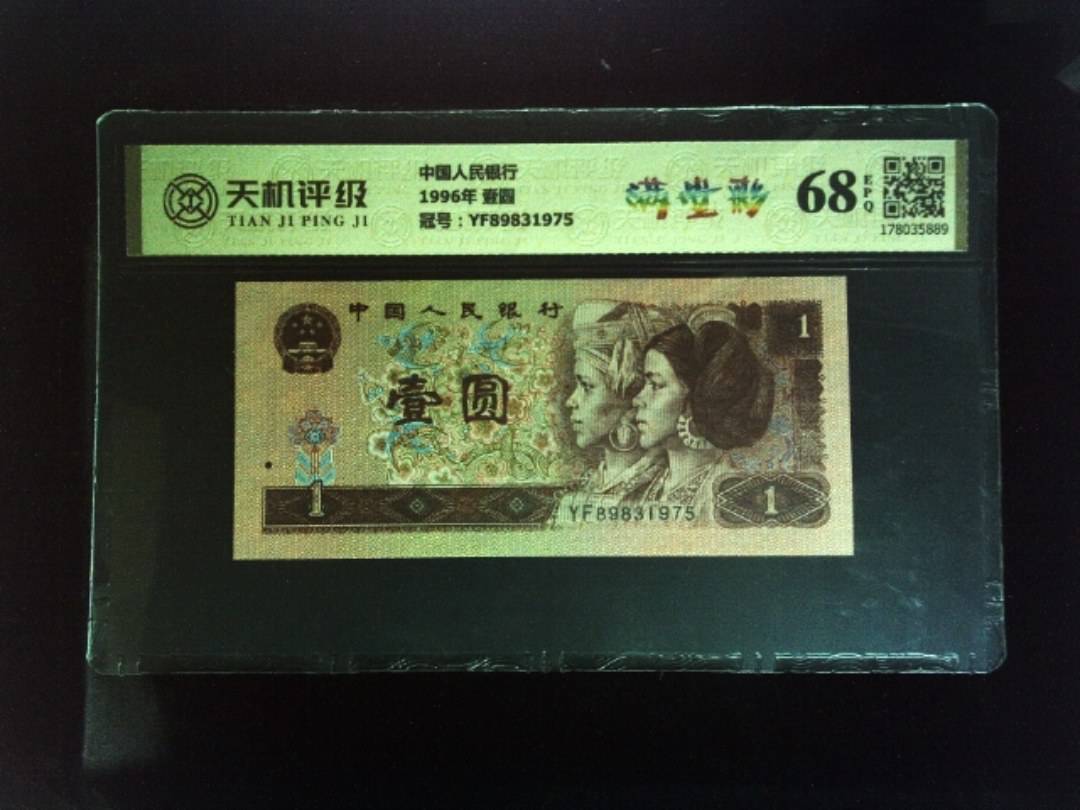 天机评级
TIAN JI PING JI
中国人民银行
1996年 壹圆
冠号：YF89831975
满堂彩
68
EPQ
178035889
中国人民银行
1
壹圆
1
YF89831975
1